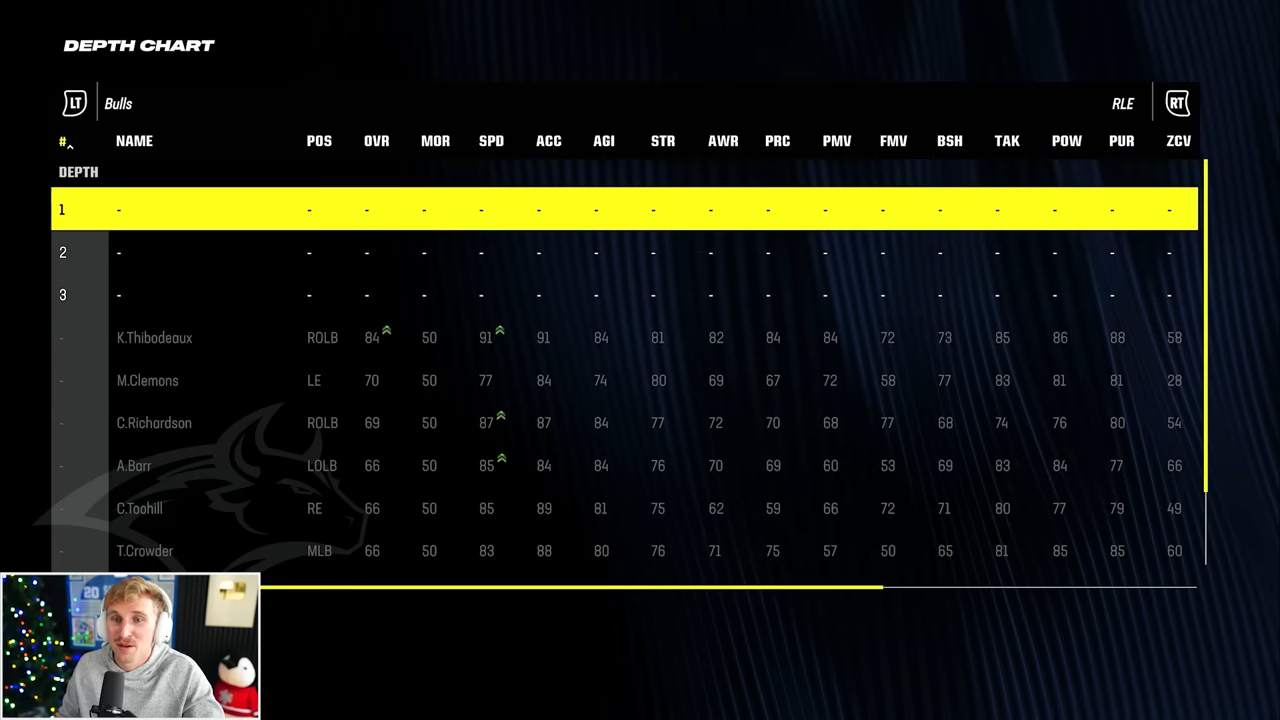 DEPTH CHART
LT Bulls RLE RT
# NAME POS OVR MOR SPD ACC AGI STR AWR PRC PMV FMV BSH TAK POW PUR ZCV
DEPTH
1 - - - - - - - - - - - - - - - - -
2 - - - - - - - - - - - - - - - - -
3 - - - - - - - - - - - - - - - - -
- K.Thibodeaux ROLB 84 50 91 91 84 81 82 84 84 72 73 85 86 88 58
- M.Clemons LE 70 50 77 84 74 80 69 67 72 58 77 83 81 81 28
- C.Richardson ROLB 69 50 87 87 84 77 72 70 68 77 68 74 76 80 54
- A.Barr LOLB 66 50 85 84 84 76 70 69 60 53 69 83 84 77 66
- C.Toohill RE 66 50 85 89 81 75 62 59 66 72 71 80 77 79 49
- T.Crowder MLB 66 50 83 88 80 76 71 75 57 50 65 81 85 85 60
20